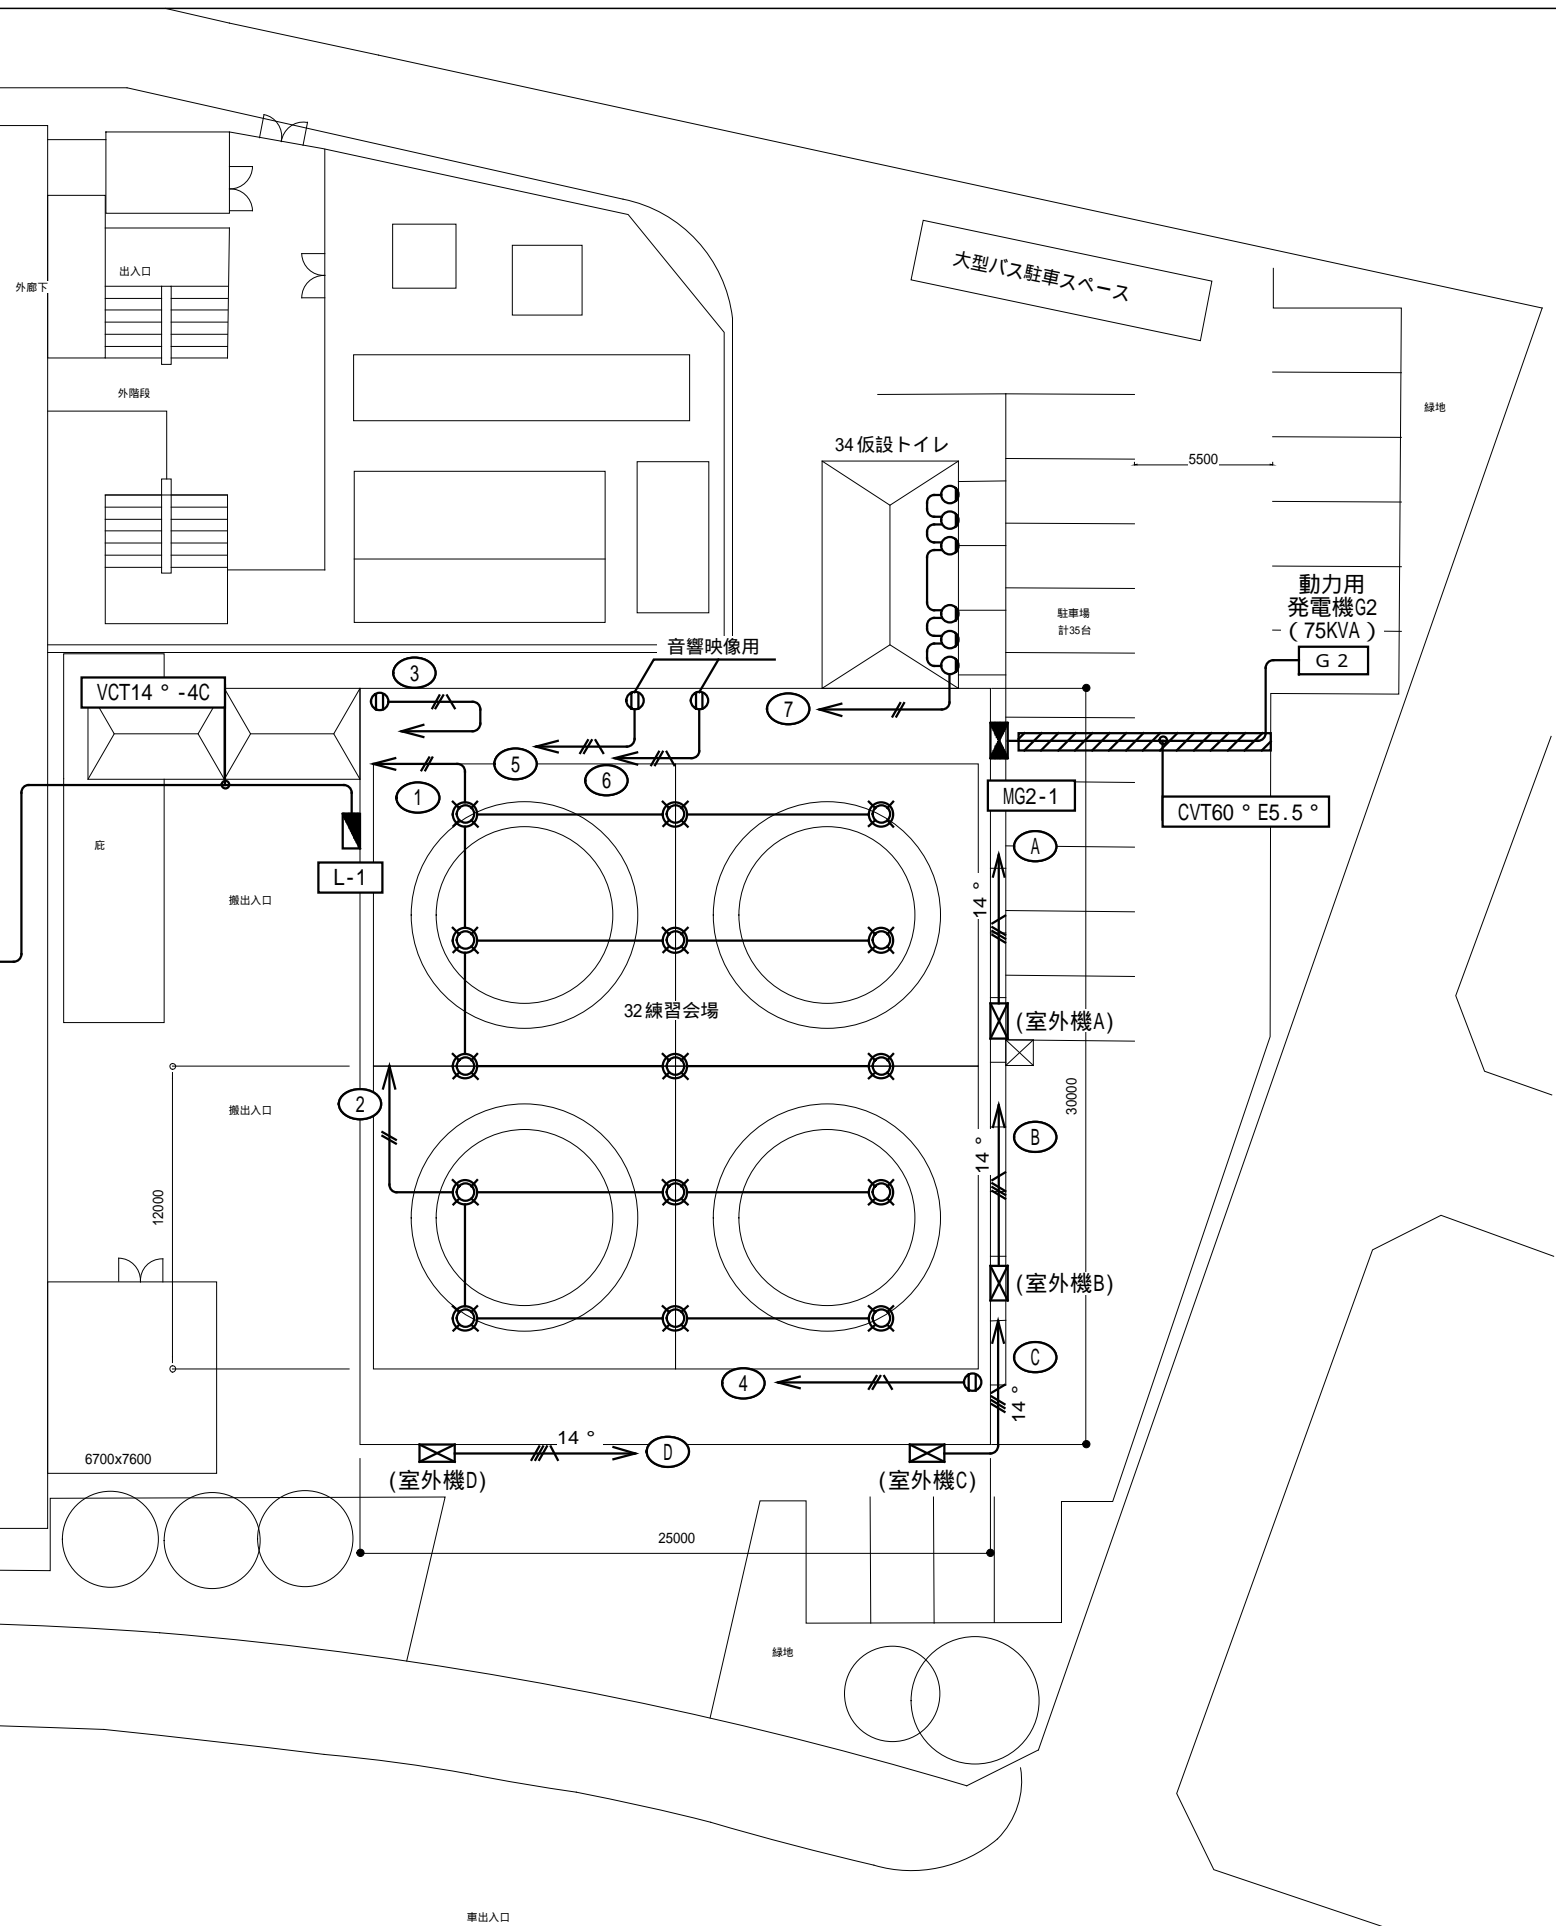 大型バス駐車スペース
出入口
外廊下
外階段
緑地
34仮設トイレ
5500
動力用
発電機G2
(75KVA)
G 2
駐車場
計35台
音響映像用
3
VCT14°-4C
7
5
6
1
MG2-1
CVT60°E5.5°
A
庇
L-1
搬出入口
14°
32練習会場
(室外機A)
2
搬出入口
30000
B
14°
12000
(室外機B)
C
4
14°
14°
D
6700x7600
(室外機D)
(室外機C)
25000
緑地
車出入口